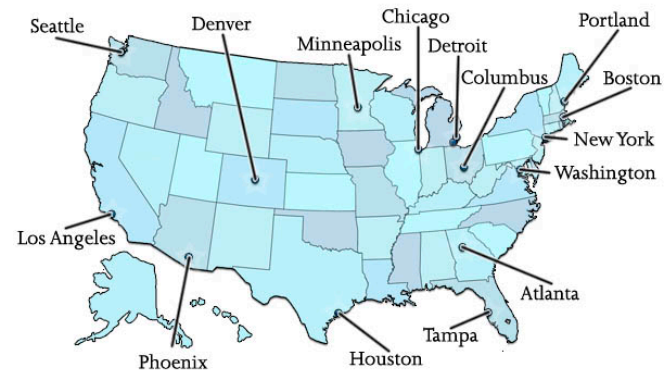 Chicago
Portland
Seattle
Denver
Minneapolis
Detroit
Columbus
Boston
New York
Washington
Los Angeles
Atlanta
Tampa
Phoenix
Houston